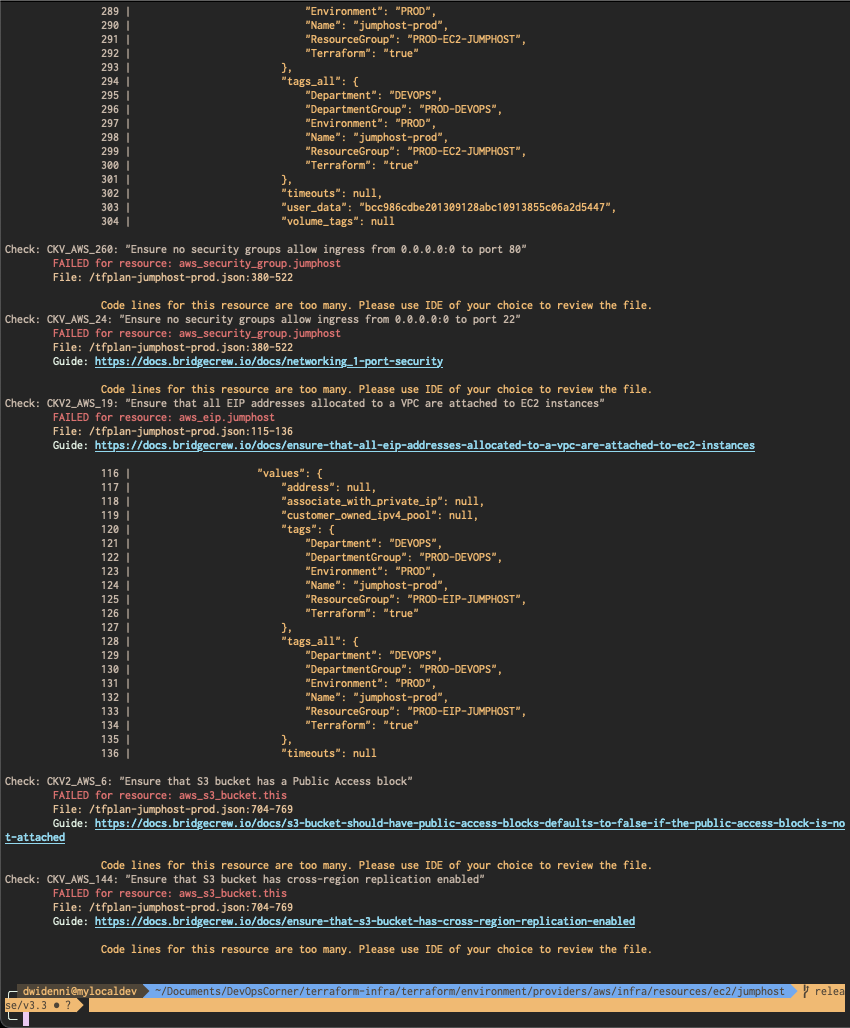 289 | "Environment": "PROD",
290 | "Name": "jumphost-prod",
291 | "ResourceGroup": "PROD-EC2-JUMPHOST",
292 | "Terraform": "true"
293 | },
294 | "tags_all": {
295 | "Department": "DEVOPS",
296 | "DepartmentGroup": "PROD-DEVOPS",
297 | "Environment": "PROD",
298 | "Name": "jumphost-prod",
299 | "ResourceGroup": "PROD-EC2-JUMPHOST",
300 | "Terraform": "true"
301 | },
302 | "timeouts": null,
303 | "user_data": "bcc986cdbe201309128abc10913855c06a2d5447",
304 | "volume_tags": null
Check: CKV_AWS_260: "Ensure no security groups allow ingress from 0.0.0.0:0 to port 80"
FAILED for resource: aws_security_group.jumphost
File: /tfplan-jumphost-prod.json:380-522
Code lines for this resource are too many. Please use IDE of your choice to review the file.
Check: CKV_AWS_24: "Ensure no security groups allow ingress from 0.0.0.0:0 to port 22"
FAILED for resource: aws_security_group.jumphost
File: /tfplan-jumphost-prod.json:380-522
Guide: https://docs.bridgecrew.io/docs/networking_1-port-security
Code lines for this resource are too many. Please use IDE of your choice to review the file.
Check: CKV2_AWS_19: "Ensure that all EIP addresses allocated to a VPC are attached to EC2 instances"
FAILED for resource: aws_eip.jumphost
File: /tfplan-jumphost-prod.json:115-136
Guide: https://docs.bridgecrew.io/docs/ensure-that-all-eip-addresses-allocated-to-a-vpc-are-attached-to-ec2-instances
116 | "values": {
117 | "address": null,
118 | "associate_with_private_ip": null,
119 | "customer_owned_ipv4_pool": null,
120 | "tags": {
121 | "Department": "DEVOPS",
122 | "DepartmentGroup": "PROD-DEVOPS",
123 | "Environment": "PROD",
124 | "Name": "jumphost-prod",
125 | "ResourceGroup": "PROD-EIP-JUMPHOST",
126 | "Terraform": "true"
127 | },
128 | "tags_all": {
129 | "Department": "DEVOPS",
130 | "DepartmentGroup": "PROD-DEVOPS",
131 | "Environment": "PROD",
132 | "Name": "jumphost-prod",
133 | "ResourceGroup": "PROD-EIP-JUMPHOST",
134 | "Terraform": "true"
135 | },
136 | "timeouts": null
Check: CKV2_AWS_6: "Ensure that S3 bucket has a Public Access block"
FAILED for resource: aws_s3_bucket.this
File: /tfplan-jumphost-prod.json:704-769
Guide: https://docs.bridgecrew.io/docs/s3-bucket-should-have-public-access-blocks-defaults-to-false-if-the-public-access-block-is-no
t-attached
Code lines for this resource are too many. Please use IDE of your choice to review the file.
Check: CKV_AWS_144: "Ensure that S3 bucket has cross-region replication enabled"
FAILED for resource: aws_s3_bucket.this
File: /tfplan-jumphost-prod.json:704-769
Guide: https://docs.bridgecrew.io/docs/ensure-that-s3-bucket-has-cross-region-replication-enabled
Code lines for this resource are too many. Please use IDE of your choice to review the file.
dwidenni@mylocaldev ~/Documents/DevOpsCorner/terraform-infra/terraform/environment/providers/aws/infra/resources/ec2/jumphost relea
se/v3.3 ● ?